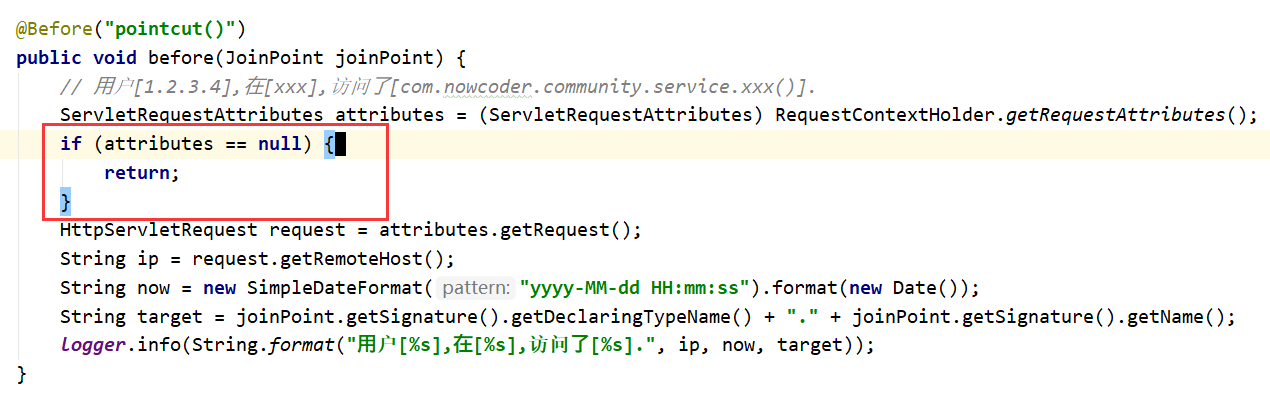 @Before("pointcut()")
public void before(JoinPoint joinPoint) {
// 用户[1.2.3.4],在[xxx],访问了[com.nowcoder.community.service.xxx()].
ServletRequestAttributes attributes = (ServletRequestAttributes) RequestContextHolder.getRequestAttributes();
if (attributes == null) {
return;
}
HttpServletRequest request = attributes.getRequest();
String ip = request.getRemoteHost();
String now = new SimpleDateFormat( pattern: "yyyy-MM-dd HH:mm:ss").format(new Date());
String target = joinPoint.getSignature().getDeclaringTypeName() + "." + joinPoint.getSignature().getName();
logger.info(String.format("用户[%s],在[%s],访问了[%s].", ip, now, target));
}